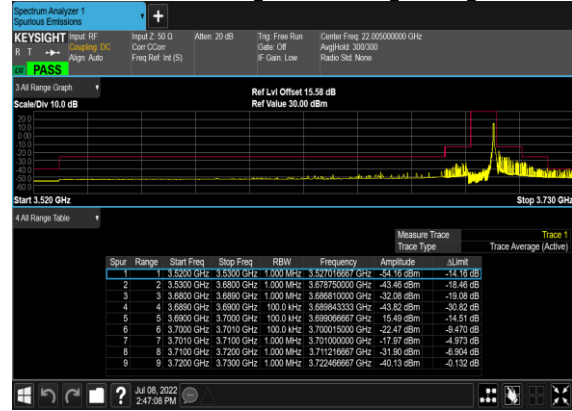 Spectrum Analyzer 1
Spurious Emissions
KEYSIGHT Input: RF Input Z: 50 Ω Atten: 20 dB Trig: Free Run Center Freq: 22.005000000 GHz
R T Coupling: DC Corr CCorr Gate: Off Avg|Hold: 300/300
Align: Auto Freq Ref: Int (S) IF Gain: Low Radio Std: None
PASS
3 All Range Graph
Ref Lvl Offset 15.58 dB
Scale/Div 10.0 dB Ref Value 30.00 dBm
20.0
10.0
0.00
-10.0
-20.0
-30.0
-40.0
-50.0
-60.0
Start 3.520 GHz Stop 3.730 GHz
4 All Range Table
Measure Trace Trace 1
Trace Type Trace Average (Active)
Spur Range Start Freq Stop Freq RBW Frequency Amplitude ΔLimit
1 1 3.5200 GHz 3.5300 GHz 1.000 MHz 3.527016667 GHz -54.16 dBm -14.16 dB
2 2 3.5300 GHz 3.6800 GHz 1.000 MHz 3.678750000 GHz -43.46 dBm -18.46 dB
3 3 3.6800 GHz 3.6890 GHz 1.000 MHz 3.686810000 GHz -32.08 dBm -19.08 dB
4 4 3.6890 GHz 3.6900 GHz 100.0 kHz 3.689843333 GHz -43.82 dBm -30.82 dB
5 5 3.6900 GHz 3.7000 GHz 100.0 kHz 3.699066667 GHz 15.49 dBm -14.51 dB
6 6 3.7000 GHz 3.7010 GHz 100.0 kHz 3.700015000 GHz -22.47 dBm -9.470 dB
7 7 3.7010 GHz 3.7100 GHz 1.000 MHz 3.701000000 GHz -17.97 dBm -4.973 dB
8 8 3.7100 GHz 3.7200 GHz 1.000 MHz 3.711216667 GHz -31.90 dBm -6.904 dB
9 9 3.7200 GHz 3.7300 GHz 1.000 MHz 3.722466667 GHz -40.13 dBm -0.132 dB
? Jul 08, 2022
2:47:08 PM